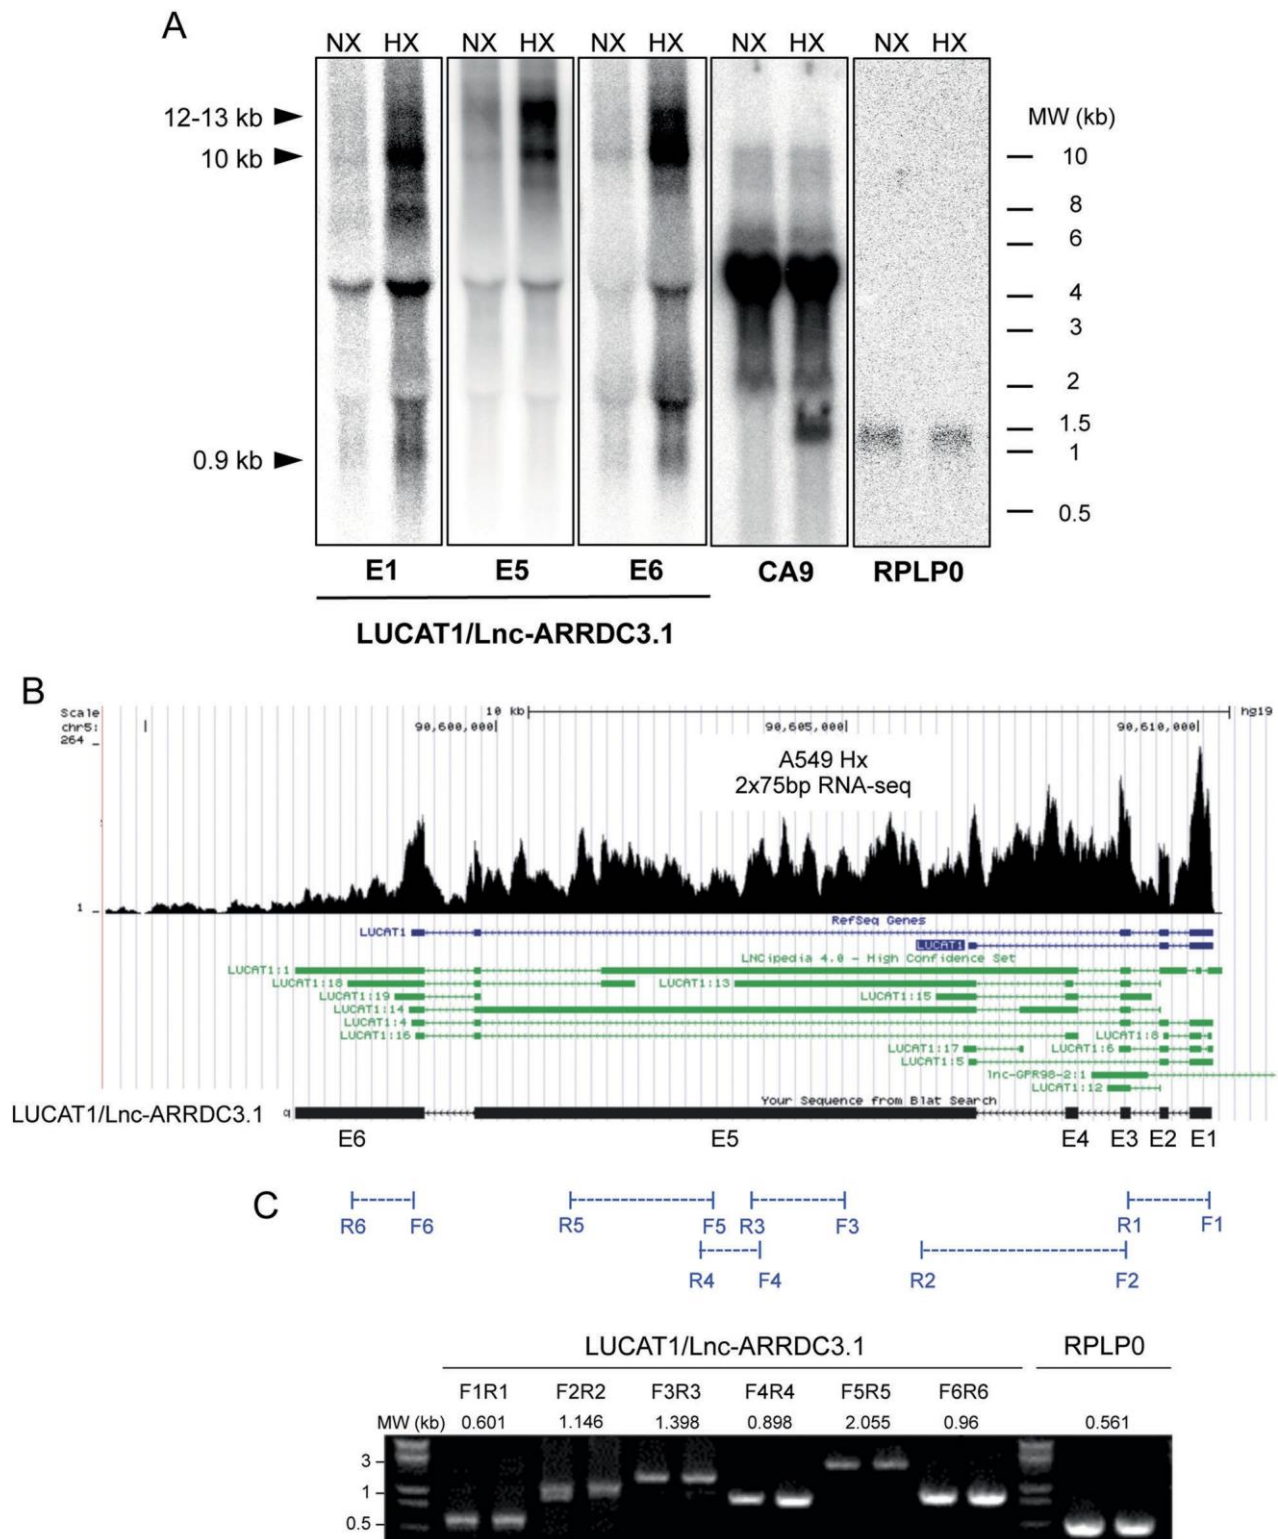 A
NX HX NX HX NX HX NX HX NX HX
12-13 kb
10 kb
0.9 kb
MW (kb)
10
8
6
4
3
2
1.5
1
0.5
E1 E5 E6 CA9 RPLP0
LUCAT1/Lnc-ARRDC3.1
B
Scale 10 kb hg19
chr5: 90,600,000 90,605,000 90,610,000
264
A549 Hx
2x75bp RNA-seq
1
RefSeq Genes
LUCAT1
LUCAT1
LNCipedia 4.0 - High Confidence Set
LUCAT1:1
LUCAT1:18 LUCAT1:13
LUCAT1:19 LUCAT1:15
LUCAT1:14
LUCAT1:4 LUCAT1:8
LUCAT1:16
LUCAT1:17 LUCAT1:6
LUCAT1:5
lnc-GPR98-2:1
LUCAT1:12
Your Sequence from Blat Search
LUCAT1/Lnc-ARRDC3.1 q
E6 E5 E4 E3 E2 E1
C
R6 F6 R5 F5 R3 F3 R1 F1
R4 F4 R2 F2
LUCAT1/Lnc-ARRDC3.1 RPLP0
F1R1 F2R2 F3R3 F4R4 F5R5 F6R6
MW (kb) 0.601 1.146 1.398 0.898 2.055 0.96 0.561
3
1
0.5